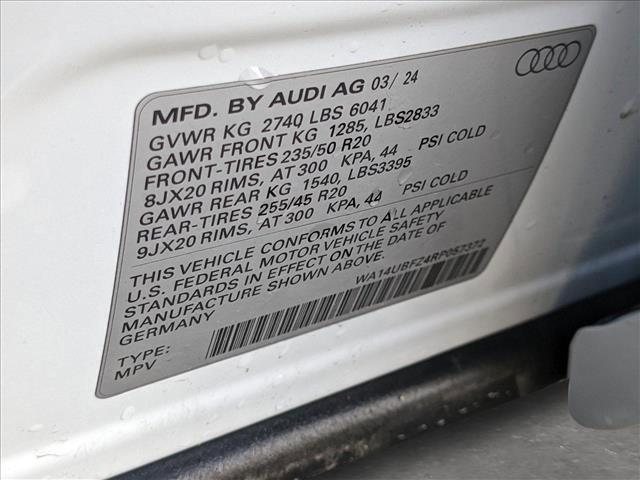 MFD. BY AUDI AG 03/ 24
GVWR KG 2740 LBS 6041
GAWR FRONT KG 1285, LBS2833
FRONT-TIRES 235/50 R20
8JX20 RIMS, AT 300 KPA, 44 PSI COLD
GAWR REAR KG 1540, LBS3395
REAR-TIRES 255/45 R20
9JX20 RIMS, AT 300 KPA, 44 PSI COLD
THIS VEHICLE CONFORMS TO ALL APPLICABLE
U.S. FEDERAL MOTOR VEHICLE SAFETY
STANDARDS IN EFFECT ON THE DATE OF
MANUFACTURE SHOWN ABOVE.
GERMANY
WA14UBFZ4RP057372
TYPE:
MPV